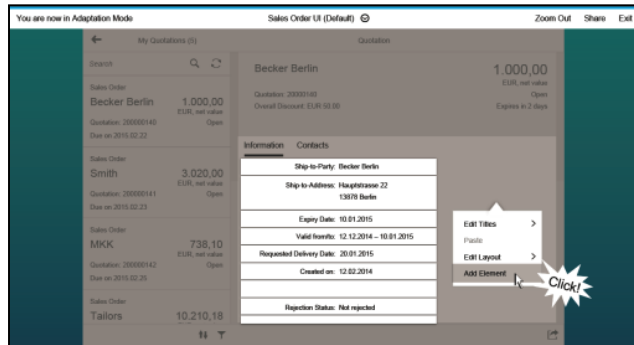 You are now in Adaptation Mode
Sales Order UI (Default)
Zoom Out Share Exit
My Quotations (5)
Quotation
Search
Sales Order
Becker Berlin 1.000,00
EUR, net value
Quotation: 200000140 Open
Due on 2015.02.22
Sales Order
Smith 3.020,00
EUR, net value
Quotation: 200000141 Open
Due on 2015.02.23
Sales Order
MKK 738,10
EUR, net value
Quotation: 200000142 Open
Due on 2015.02.25
Sales Order
Tailors 10.210,18
Becker Berlin 1.000,00
EUR, net value
Quotation: 20000140 Open
Overall Discount: EUR 50.00 Expires in 2 days
Information Contacts
Ship-to-Party: Becker Berlin
Ship-to-Address: Hauptstrasse 22
13878 Berlin
Expiry Date: 10.01.2015
Valid from/to: 12.12.2014 – 10.01.2015
Requested Delivery Date: 20.01.2015
Created on: 12.02.2014
Rejection Status: Not rejected
Edit Titles
Paste
Edit Layout
Add Element
Click!